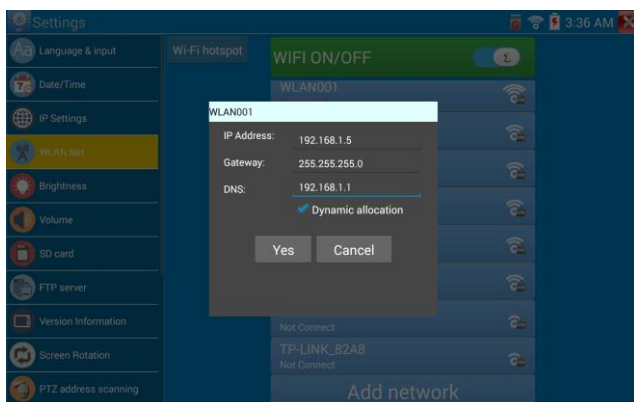 Settings
3:36 AM
Language & input
Date/Time
IP Settings
WLAN Net
Brightness
Volume
SD card
FTP server
Version Information
Screen Rotation
PTZ address scanning
Wi-Fi hotspot
WIFI ON/OFF
WLAN001
WLAN001
IP Address: 192.168.1.5
Gateway: 255.255.255.0
DNS: 192.168.1.1
Dynamic allocation
Yes Cancel
Not Connect
TP-LINK_82A8
Not Connect
Add network